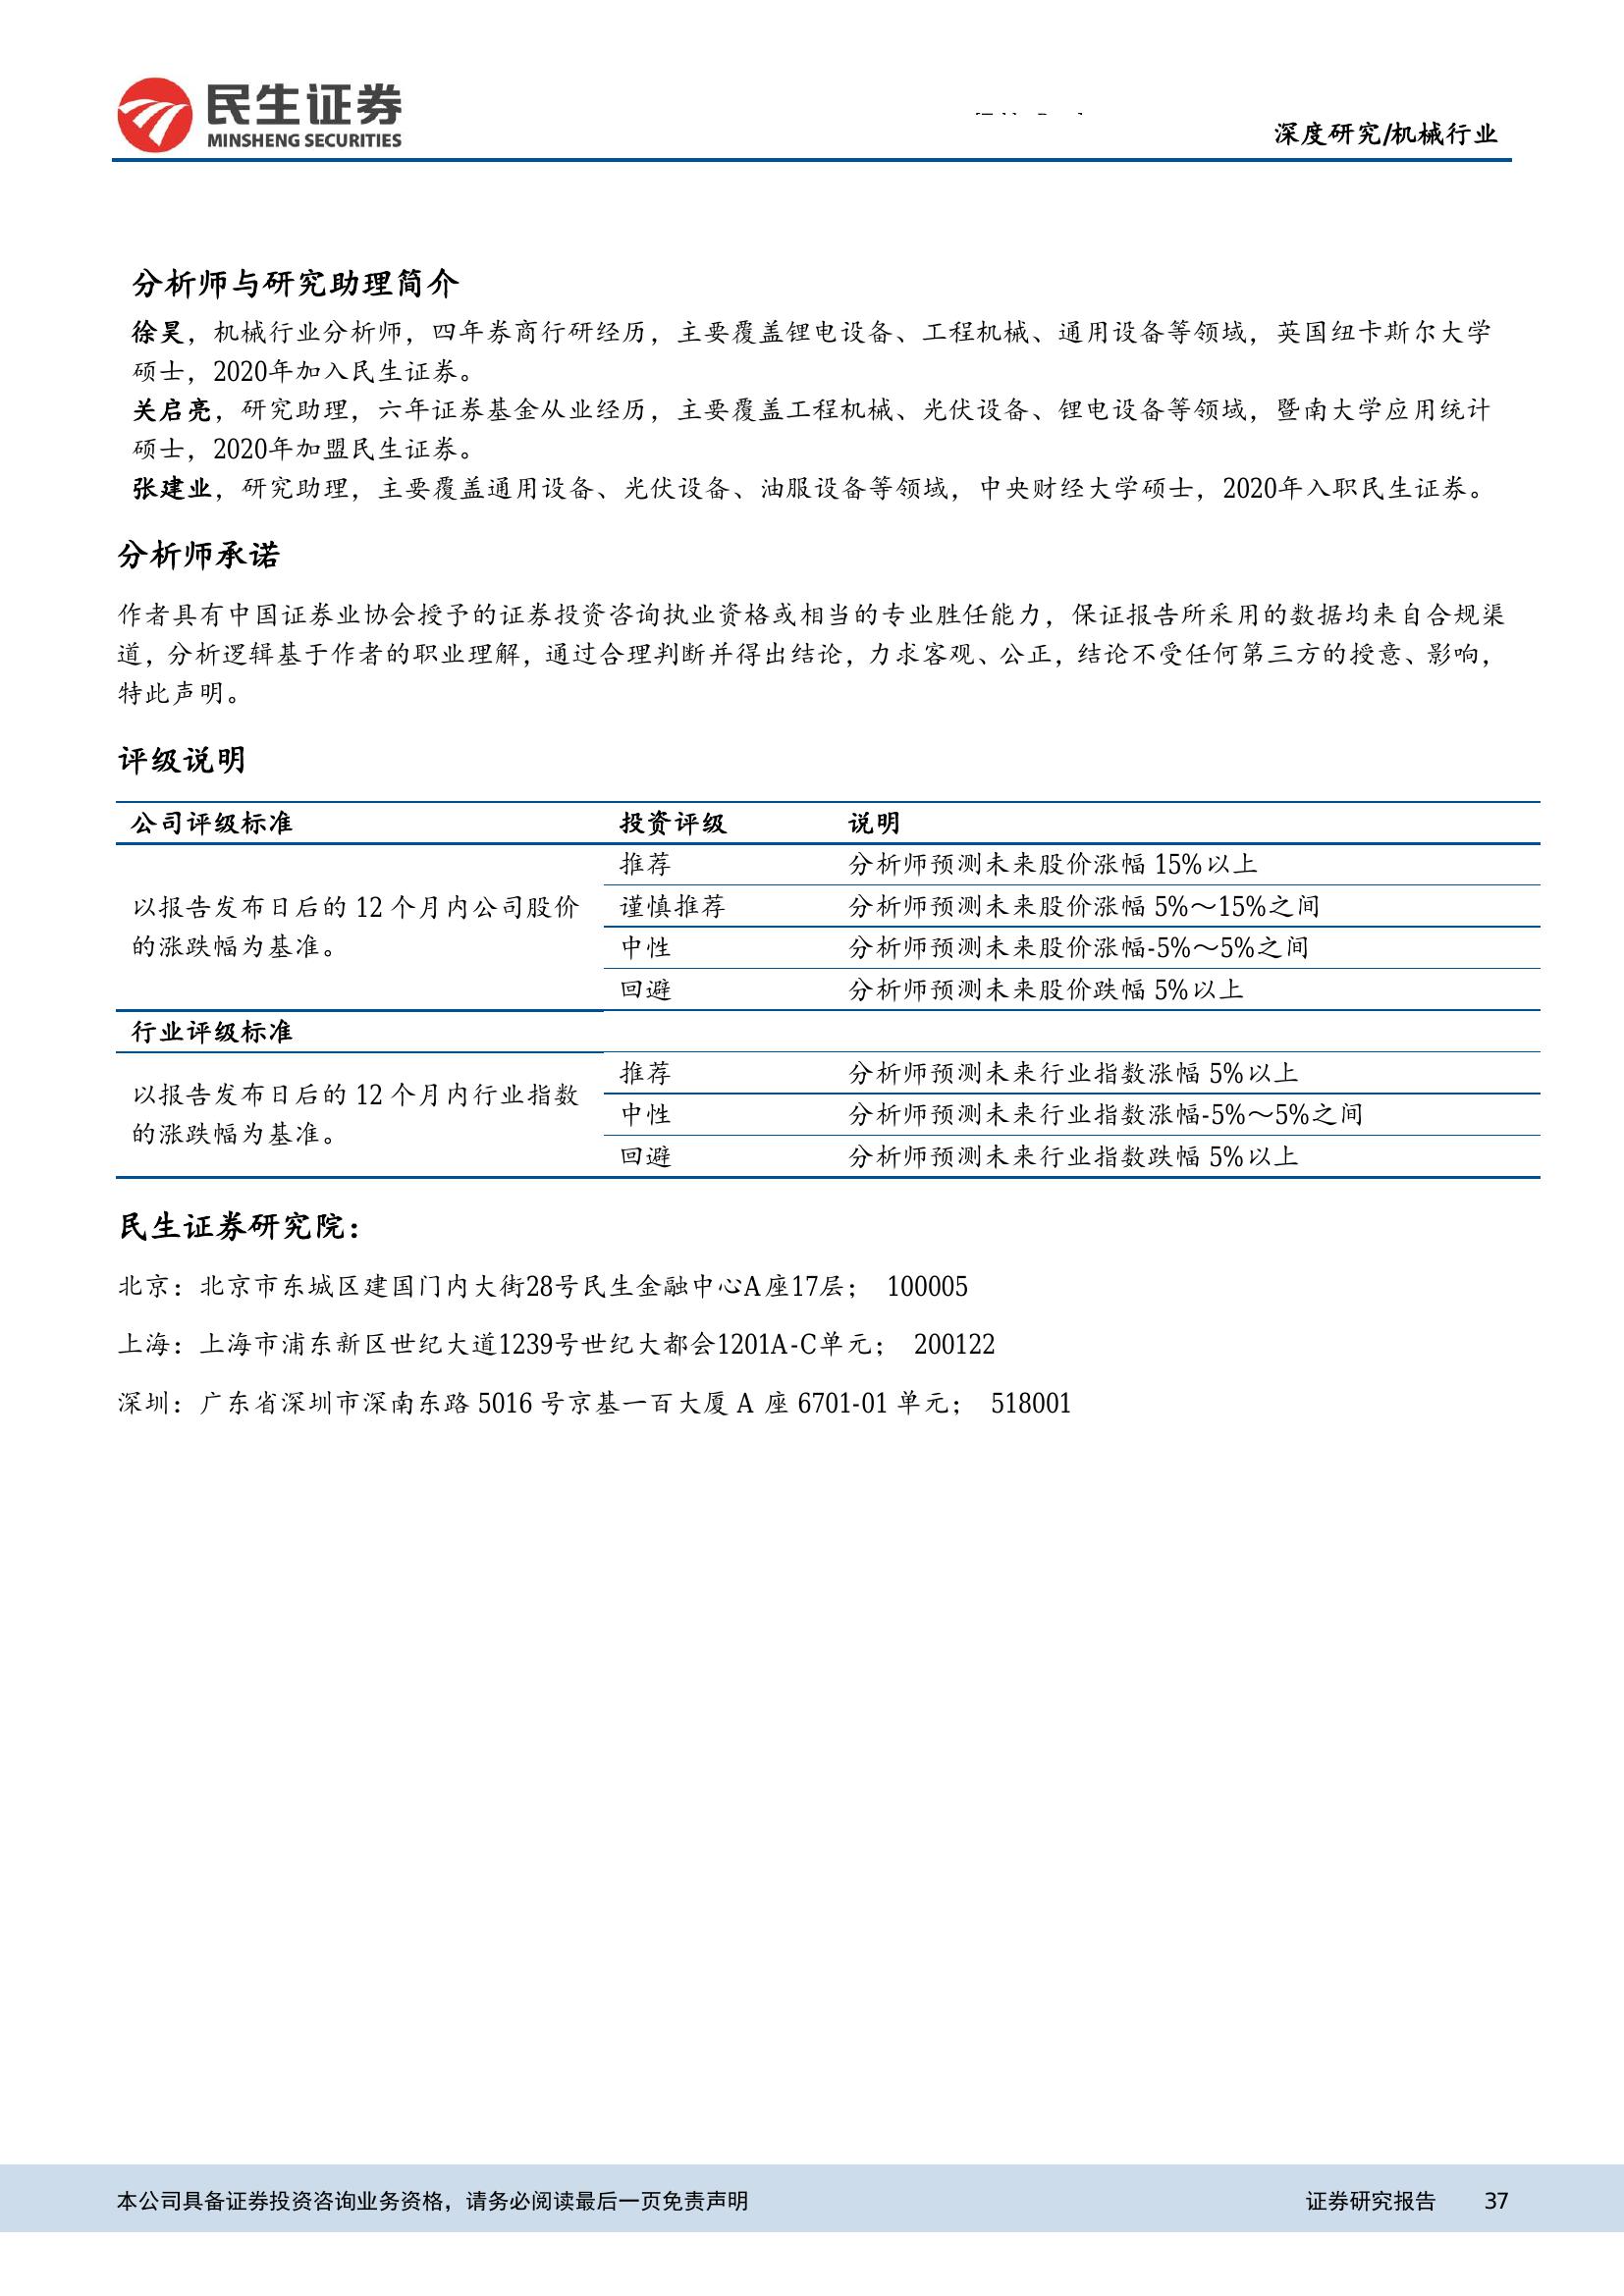 民生证券
MINSHENG SECURITIES
深度研究/机械行业
分析师与研究助理简介
徐昊，机械行业分析师，四年券商行研经历，主要覆盖锂电设备、工程机械、通用设备等领域，英国纽卡斯尔大学
硕士，2020年加入民生证券。
关启亮，研究助理，六年证券基金从业经历，主要覆盖工程机械、光伏设备、锂电设备等领域，暨南大学应用统计
硕士，2020年加盟民生证券。
张建业，研究助理，主要覆盖通用设备、光伏设备、油服设备等领域，中央财经大学硕士，2020年入职民生证券。
分析师承诺
作者具有中国证券业协会授予的证券投资咨询执业资格或相当的专业胜任能力，保证报告所采用的数据均来自合规渠
道，分析逻辑基于作者的职业理解，通过合理判断并得出结论，力求客观、公正，结论不受任何第三方的授意、影响，
特此声明。
评级说明
公司评级标准 投资评级 说明
以报告发布日后的 12 个月内公司股价
的涨跌幅为基准。
推荐 分析师预测未来股价涨幅 15%以上
谨慎推荐 分析师预测未来股价涨幅 5%～15%之间
中性 分析师预测未来股价涨幅-5%～5%之间
回避 分析师预测未来股价跌幅 5%以上
行业评级标准
以报告发布日后的 12 个月内行业指数
的涨跌幅为基准。
推荐 分析师预测未来行业指数涨幅 5%以上
中性 分析师预测未来行业指数涨幅-5%～5%之间
回避 分析师预测未来行业指数跌幅 5%以上
民生证券研究院：
北京：北京市东城区建国门内大街28号民生金融中心A座17层； 100005
上海：上海市浦东新区世纪大道1239号世纪大都会1201A-C单元； 200122
深圳：广东省深圳市深南东路 5016 号京基一百大厦 A 座 6701-01 单元； 518001
本公司具备证券投资咨询业务资格，请务必阅读最后一页免责声明 证券研究报告 37